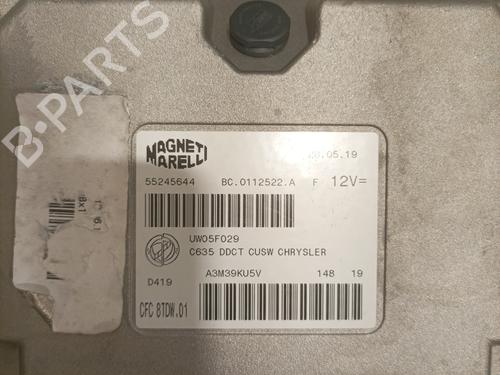 B-PARTS
MAGNETI
MARELLI
.05.19
55245644 BC.0112522.A F 12V=
UW05F029
C635 DDCT CUSW CHRYSLER
D419 A3M39KU5V 148 19
CFC 8TDW.01
Bx1